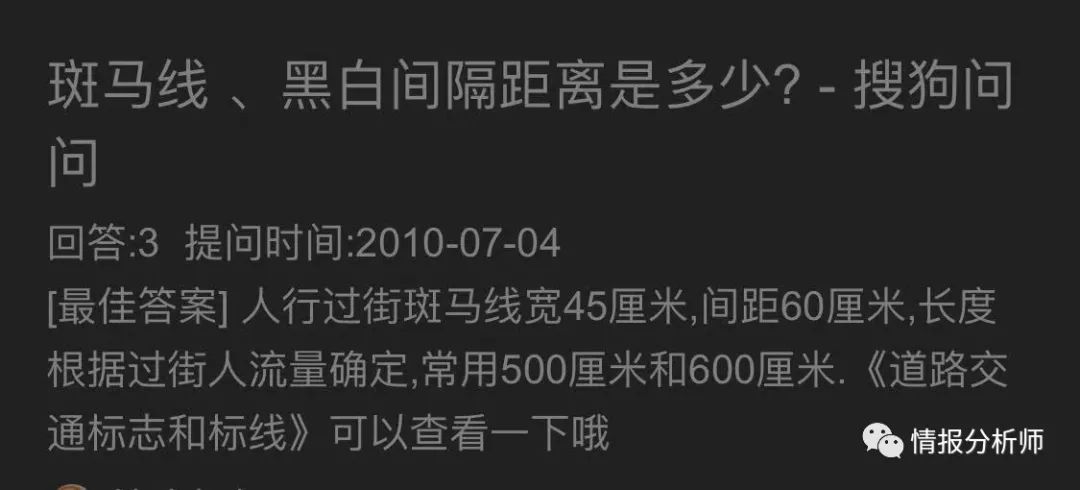 斑马线 、黑白间隔距离是多少? - 搜狗问
问
回答:3 提问时间:2010-07-04
[最佳答案] 人行过街斑马线宽45厘米,间距60厘米,长度
根据过街人流量确定,常用500厘米和600厘米.《道路交
通标志和标线》可以查看一下哦
情报分析师